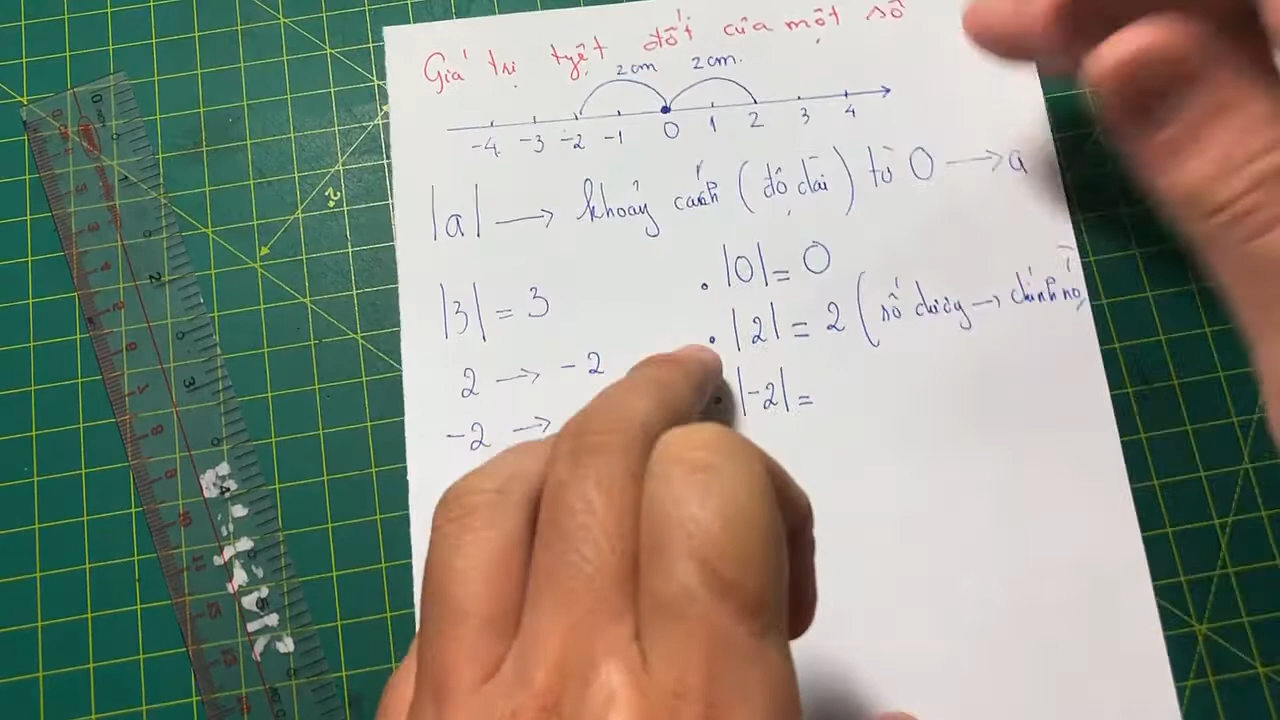 Giá trị tuyệt đối của một số
2cm 2cm.
-4 -3 -2 -1 0 1 2 3 4
|a| → khoảng cách (độ dài) từ 0 → a
|3| = 3
2 → -2
-2 →
. |0| = 0
. |2| = 2 (số dương → chính nó
. |-2| =